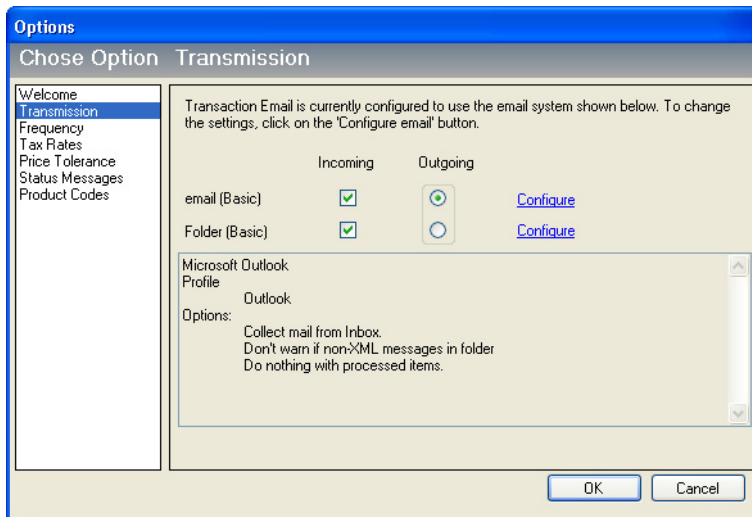 Options
Chose Option Transmission
Welcome
Transmission
Frequency
Tax Rates
Price Tolerance
Status Messages
Product Codes
Transaction Email is currently configured to use the email system shown below. To change
the settings, click on the 'Configure email' button.
Incoming Outgoing
email (Basic) Configure
Folder (Basic) Configure
Microsoft Outlook
Profile
Outlook
Options:
Collect mail from Inbox.
Don't warn if non-XML messages in folder
Do nothing with processed items.
OK Cancel